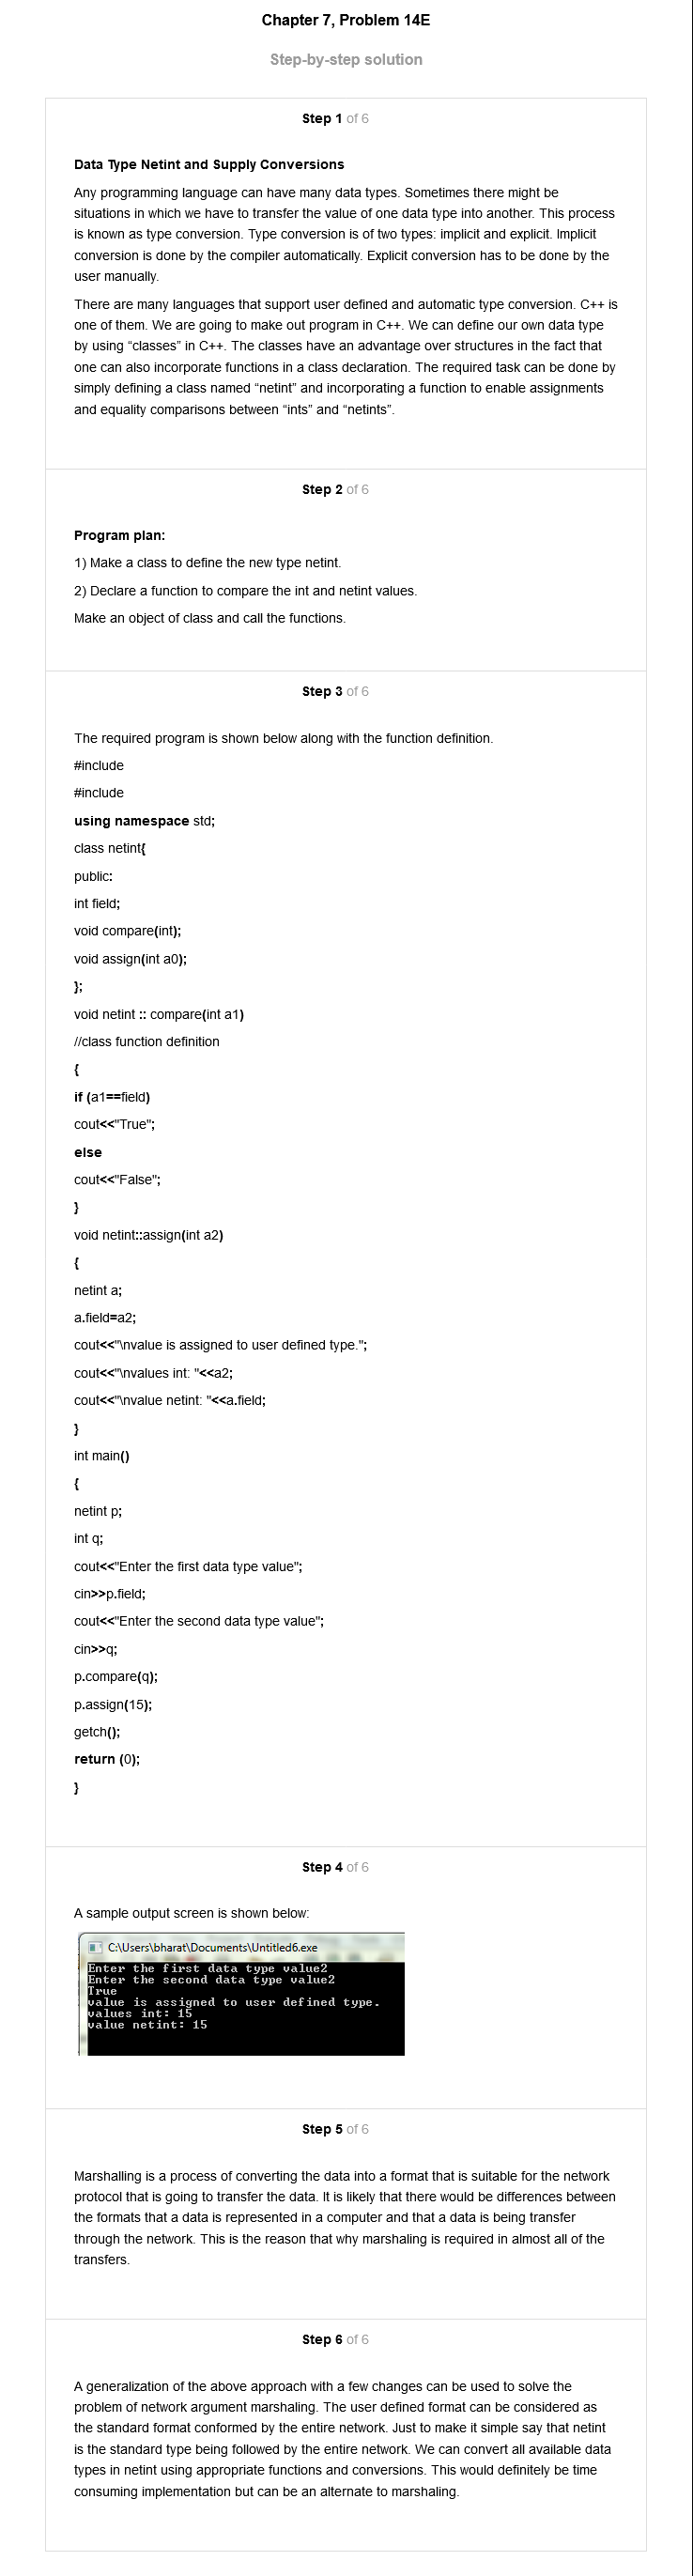 Chapter 7, Problem 14E
Step-by-step solution
Step 1 of 6
Data Type Netint and Supply Conversions
Any programming language can have many data types. Sometimes there might be
situations in which we have to transfer the value of one data type into another. This process
is known as type conversion. Type conversion is of two types: implicit and explicit. Implicit
conversion is done by the compiler automatically. Explicit conversion has to be done by the
user manually.
There are many languages that support user defined and automatic type conversion. C++ is
one of them. We are going to make out program in C++. We can define our own data type
by using “classes” in C++. The classes have an advantage over structures in the fact that
one can also incorporate functions in a class declaration. The required task can be done by
simply defining a class named “netint” and incorporating a function to enable assignments
and equality comparisons between “ints” and “netints”.
Step 2 of 6
Program plan:
1) Make a class to define the new type netint.
2) Declare a function to compare the int and netint values.
Make an object of class and call the functions.
Step 3 of 6
The required program is shown below along with the function definition.
#include
#include
using namespace std;
class netint{
public:
int field;
void compare(int);
void assign(int a0);
};
void netint :: compare(int a1)
//class function definition
{
if (a1==field)
cout<<"True";
else
cout<<"False";
}
void netint::assign(int a2)
{
netint a;
a.field=a2;
cout<<"\nvalue is assigned to user defined type.";
cout<<"\nvalues int: "<<a2;
cout<<"\nvalue netint: "<<a.field;
}
int main()
{
netint p;
int q;
cout<<"Enter the first data type value";
cin>>p.field;
cout<<"Enter the second data type value";
cin>>q;
p.compare(q);
p.assign(15);
getch();
return (0);
}
Step 4 of 6
A sample output screen is shown below:
C:\Users\bharat\Documents\Untitled6.exe
Enter the first data type value2
Enter the second data type value2
True
value is assigned to user defined type.
values int: 15
value netint: 15
Step 5 of 6
Marshalling is a process of converting the data into a format that is suitable for the network
protocol that is going to transfer the data. It is likely that there would be differences between
the formats that a data is represented in a computer and that a data is being transfer
through the network. This is the reason that why marshaling is required in almost all of the
transfers.
Step 6 of 6
A generalization of the above approach with a few changes can be used to solve the
problem of network argument marshaling. The user defined format can be considered as
the standard format conformed by the entire network. Just to make it simple say that netint
is the standard type being followed by the entire network. We can convert all available data
types in netint using appropriate functions and conversions. This would definitely be time
consuming implementation but can be an alternate to marshaling.